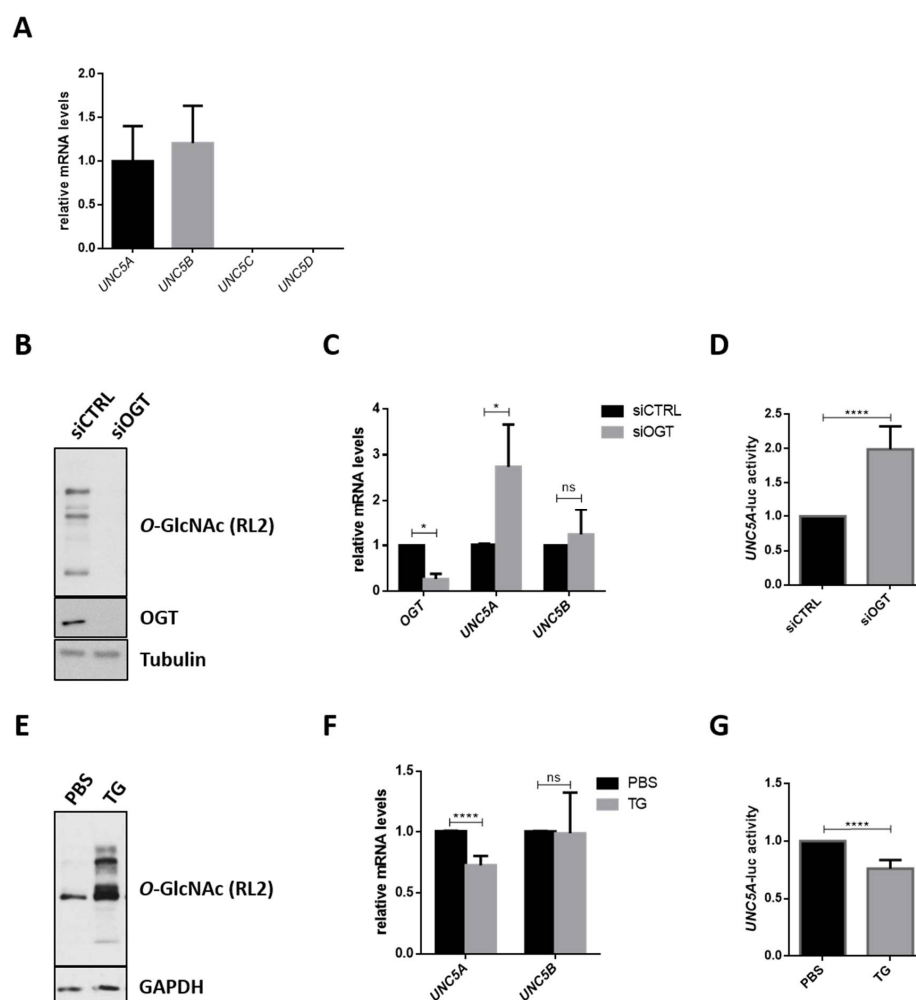 A
relative mRNA levels
2.0
1.5
1.0
0.5
0.0
UNC5A
UNC5B
UNC5C
UNC5D
B
siCTRL
siOGT
O-GlcNAc (RL2)
OGT
Tubulin
C
relative mRNA levels
4
3
2
1
0
*
*
ns
OGT
UNC5A
UNC5B
siCTRL
siOGT
D
UNC5A-luc activity
2.5
2.0
1.5
1.0
0.5
0.0
****
siCTRL
siOGT
E
PBS
TG
O-GlcNAc (RL2)
GAPDH
F
relative mRNA levels
1.5
1.0
0.5
0.0
****
ns
UNC5A
UNC5B
PBS
TG
G
UNC5A-luc activity
1.5
1.0
0.5
0.0
****
PBS
TG